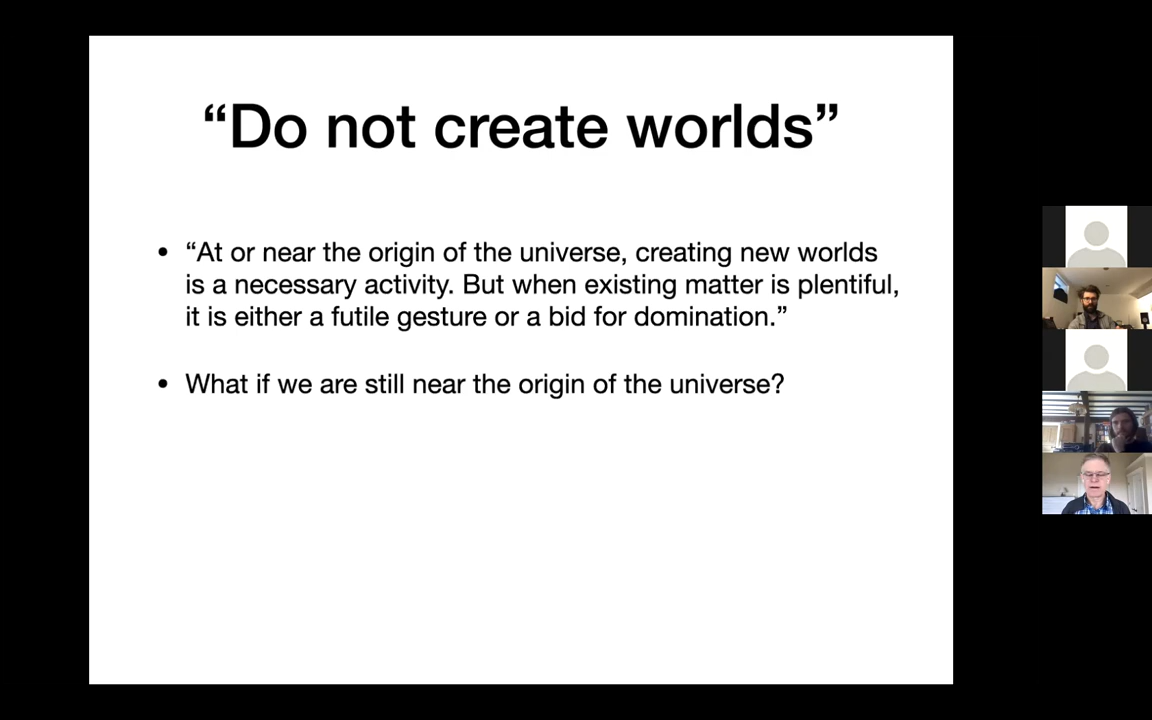 “Do not create worlds”
• “At or near the origin of the universe, creating new worlds
is a necessary activity. But when existing matter is plentiful,
it is either a futile gesture or a bid for domination.”
• What if we are still near the origin of the universe?